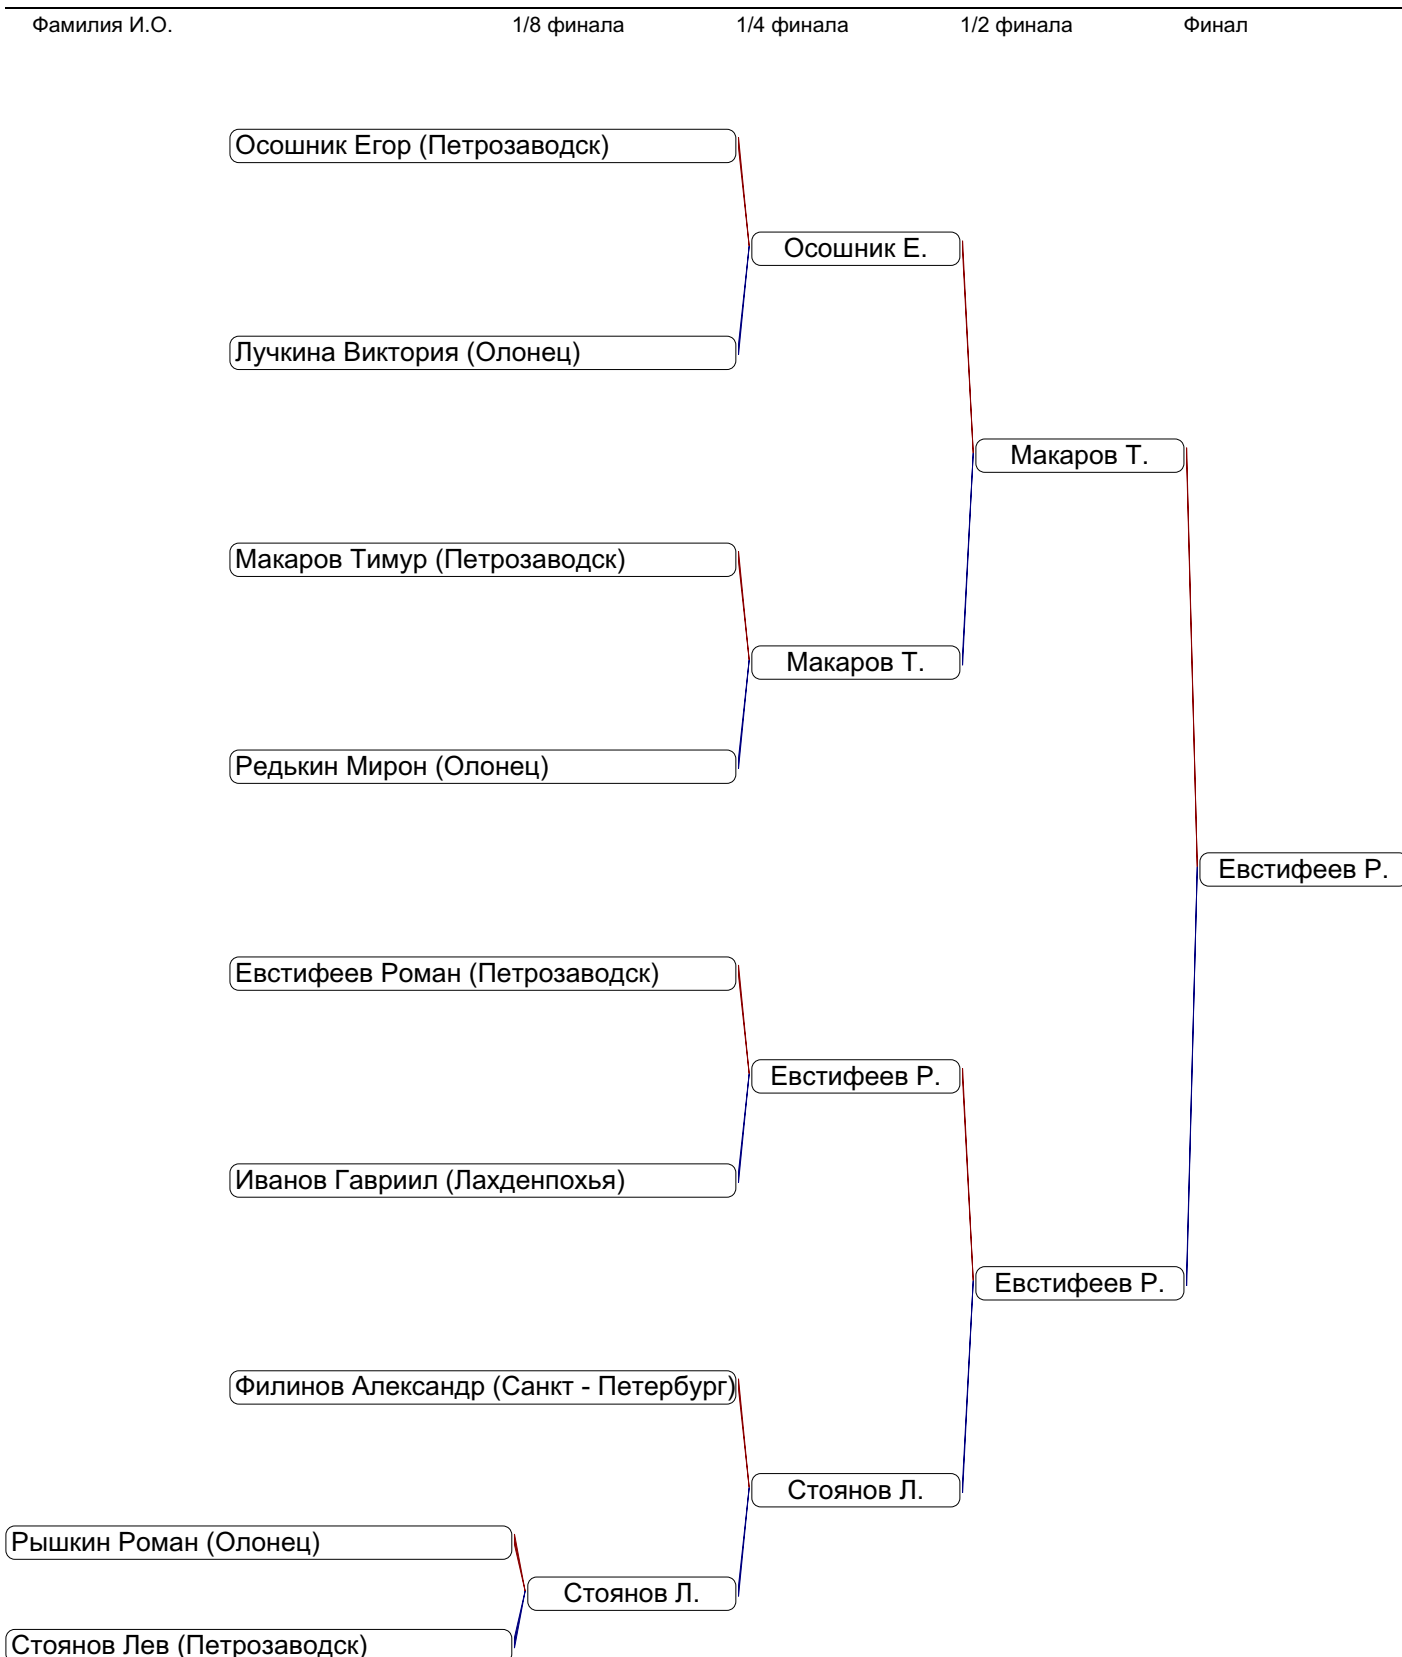 Фамилия И.О. 1/8 финала 1/4 финала 1/2 финала Финал
Осошник Егор (Петрозаводск)
Осошник Е.
Лучкина Виктория (Олонец)
Макаров Т.
Макаров Тимур (Петрозаводск)
Макаров Т.
Редькин Мирон (Олонец)
Евстифеев Р.
Евстифеев Роман (Петрозаводск)
Евстифеев Р.
Иванов Гавриил (Лахденпохья)
Евстифеев Р.
Филинов Александр (Санкт - Петербург)
Стоянов Л.
Рышкин Роман (Олонец)
Стоянов Л.
Стоянов Лев (Петрозаводск)